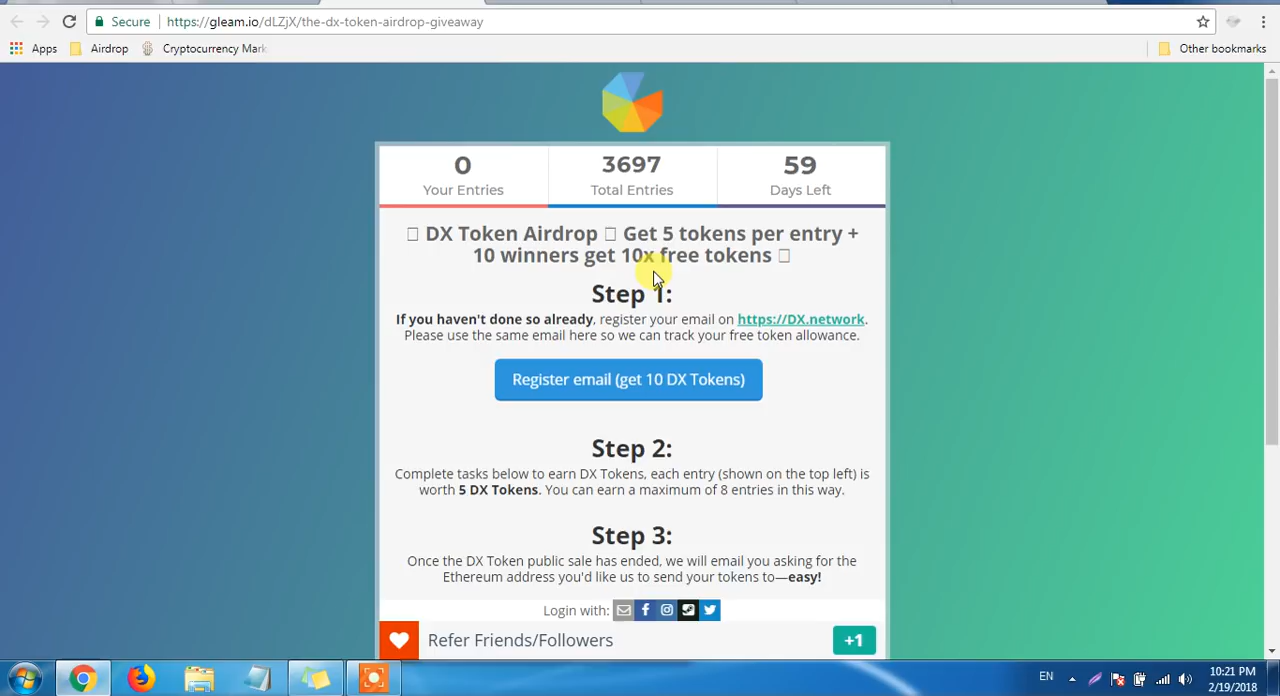 Secure https://gleam.io/dLZjX/the-dx-token-airdrop-giveaway
Apps Airdrop Cryptocurrency Mark Other bookmarks
0 3697 59
Your Entries Total Entries Days Left
DX Token Airdrop Get 5 tokens per entry +
10 winners get 10x free tokens
Step 1:
If you haven't done so already, register your email on https://DX.network.
Please use the same email here so we can track your free token allowance.
Register email (get 10 DX Tokens)
Step 2:
Complete tasks below to earn DX Tokens, each entry (shown on the top left) is
worth 5 DX Tokens. You can earn a maximum of 8 entries in this way.
Step 3:
Once the DX Token public sale has ended, we will email you asking for the
Ethereum address you'd like us to send your tokens to—easy!
Login with:
Refer Friends/Followers +1
EN 10:21 PM
2/19/2018